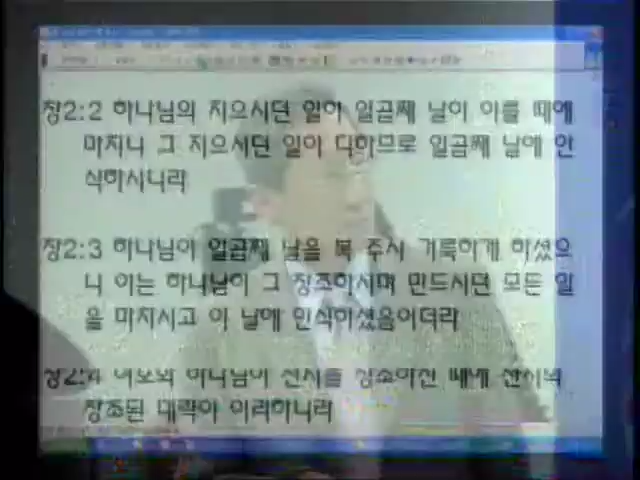 창2:2 하나님의 지으시던 일이 일곱째 날이 이를 때에
마치니 그 지으시던 일이 다하므로 일곱째 날에 안
식하시니라
창2:3 하나님이 일곱째 날을 복 주사 거룩하게 하셨으
니 이는 하나님이 그 창조하시며 만드시던 모든 일
을 마치시고 이 날에 안식하셨음이더라
창2:4 여호와 하나님이 천지를 창조하신 때에 천지의
창조된 대략이 이러하니라